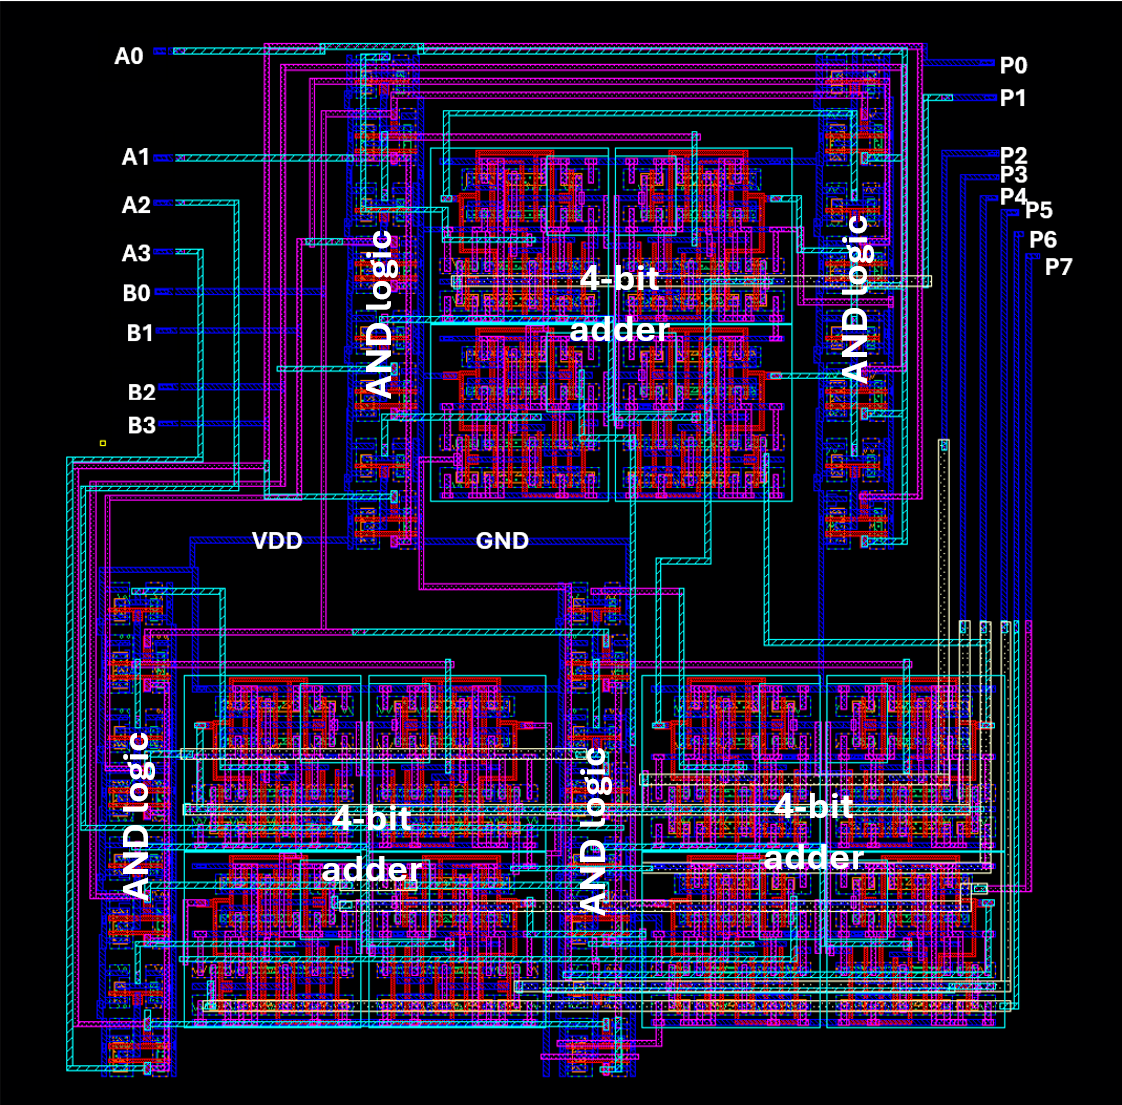 A0
P0
P1
A1
P2
P3
A2
P4
P5
P6
A3
P7
B0
B1
B2
B3
AND logic
4-bit
adder
AND logic
VDD
GND
AND logic
4-bit
adder
AND logic
4-bit
adder